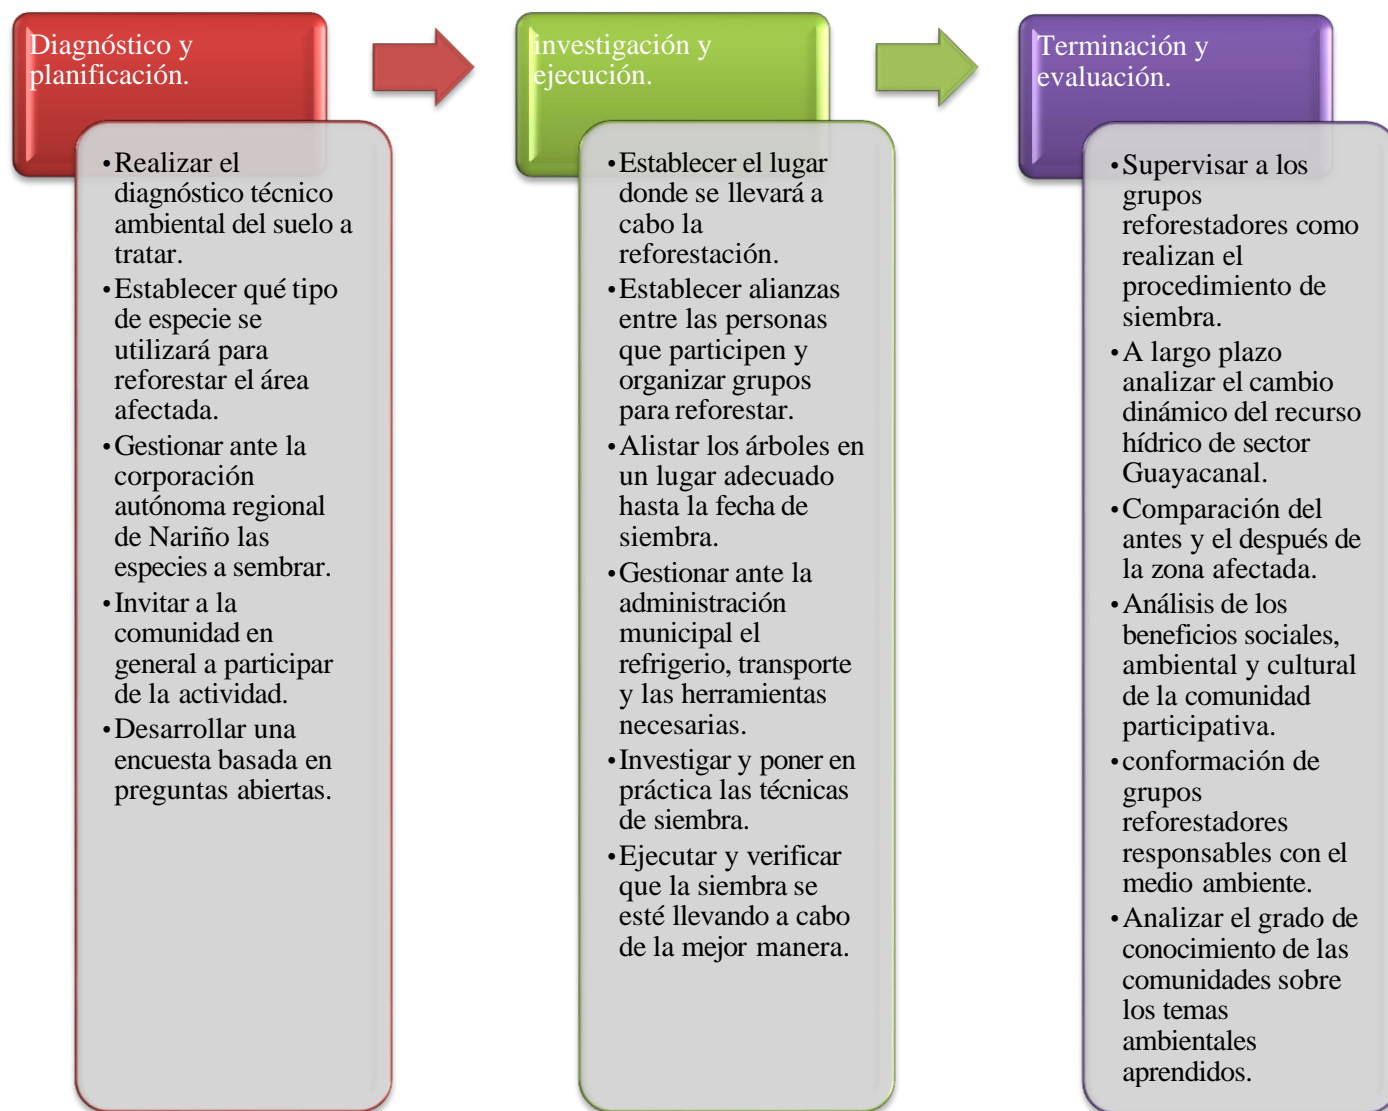 Diagnóstico y
planificación.
•Realizar el
diagnóstico técnico
ambiental del suelo a
tratar.
•Establecer qué tipo
de especie se
utilizará para
reforestar el área
afectada.
•Gestionar ante la
corporación
autónoma regional
de Nariño las
especies a sembrar.
•Invitar a la
comunidad en
general a participar
de la actividad.
•Desarrollar una
encuesta basada en
preguntas abiertas.
investigación y
ejecución.
•Establecer el lugar
donde se llevará a
cabo la
reforestación.
•Establecer alianzas
entre las personas
que participen y
organizar grupos
para reforestar.
•Alistar los árboles en
un lugar adecuado
hasta la fecha de
siembra.
•Gestionar ante la
administración
municipal el
refrigerio, transporte
y las herramientas
necesarias.
•Investigar y poner en
práctica las técnicas
de siembra.
•Ejecutar y verificar
que la siembra se
esté llevando a cabo
de la mejor manera.
Terminación y
evaluación.
•Supervisar a los
grupos
reforestadores como
realizan el
procedimiento de
siembra.
•A largo plazo
analizar el cambio
dinámico del recurso
hídrico de sector
Guayacanal.
•Comparación del
antes y el después de
la zona afectada.
•Análisis de los
beneficios sociales,
ambiental y cultural
de la comunidad
participativa.
•conformación de
grupos
reforestadores
responsables con el
medio ambiente.
•Analizar el grado de
conocimiento de las
comunidades sobre
los temas
ambientales
aprendidos.